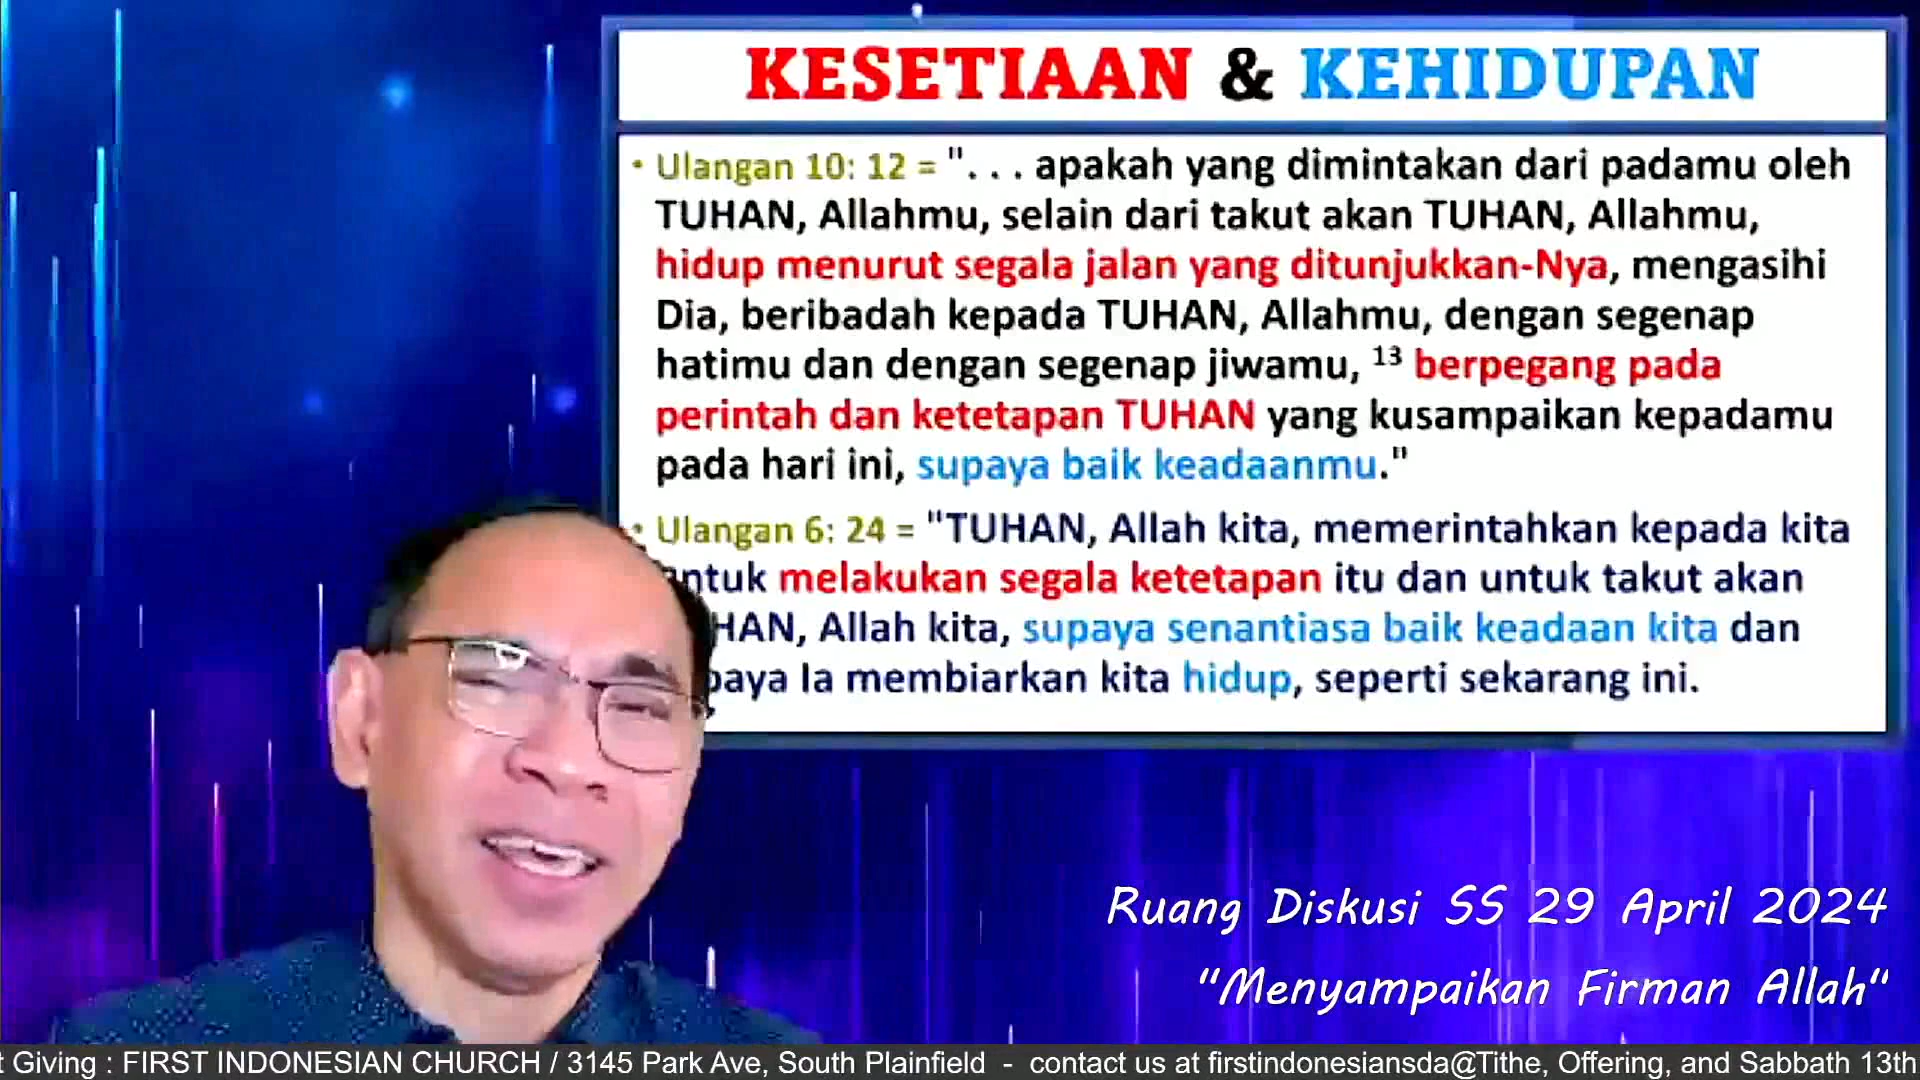 KESETIAAN & KEHIDUPAN
• Ulangan 10: 12 = ". . . apakah yang dimintakan dari padamu oleh
TUHAN, Allahmu, selain dari takut akan TUHAN, Allahmu,
hidup menurut segala jalan yang ditunjukkan-Nya, mengasihi
Dia, beribadah kepada TUHAN, Allahmu, dengan segenap
hatimu dan dengan segenap jiwamu, ¹³ berpegang pada
perintah dan ketetapan TUHAN yang kusampaikan kepadamu
pada hari ini, supaya baik keadaanmu."
• Ulangan 6: 24 = "TUHAN, Allah kita, memerintahkan kepada kita
ntuk melakukan segala ketetapan itu dan untuk takut akan
HAN, Allah kita, supaya senantiasa baik keadaan kita dan
paya Ia membiarkan kita hidup, seperti sekarang ini.
Ruang Diskusi SS 29 April 2024
"Menyampaikan Firman Allah"
t Giving : FIRST INDONESIAN CHURCH / 3145 Park Ave, South Plainfield - contact us at firstindonesiansda@Tithe, Offering, and Sabbath 13th